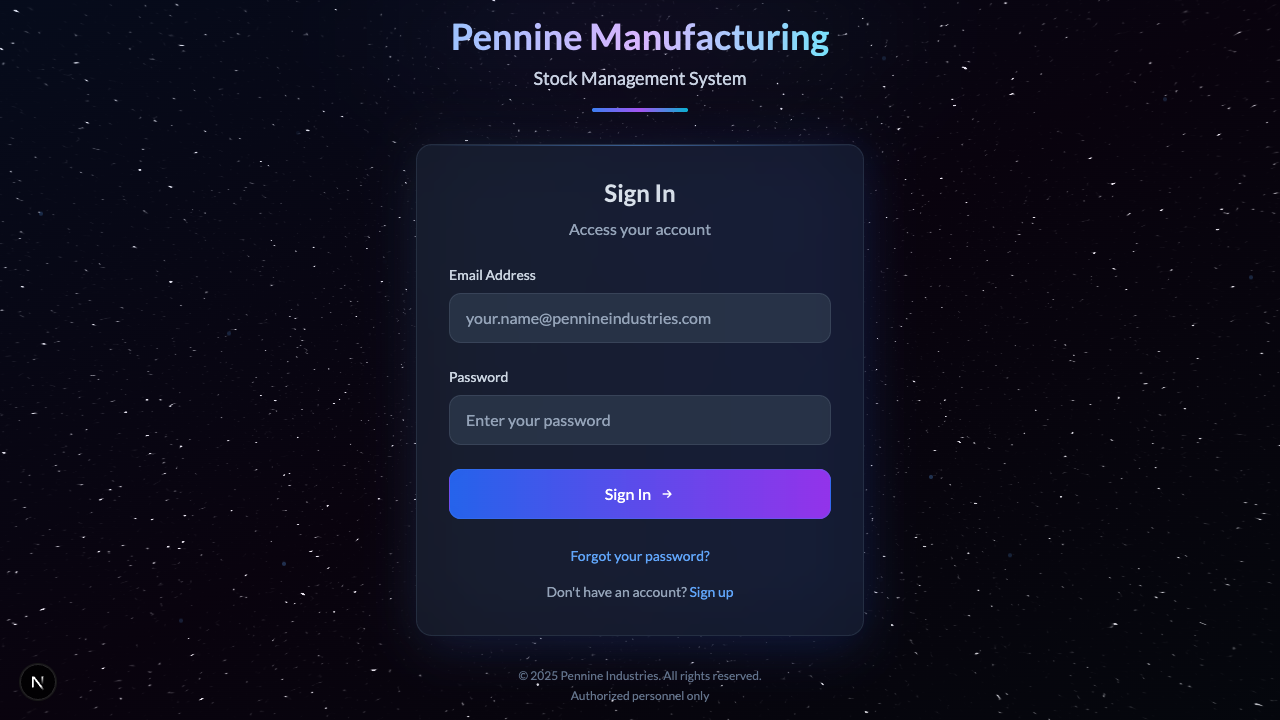 Pennine Manufacturing
Stock Management System
Sign In
Access your account
Email Address
your.name@pennineindustries.com
Password
Enter your password
Sign In →
Forgot your password?
Don't have an account? Sign up
© 2025 Pennine Industries. All rights reserved.
Authorized personnel only
N